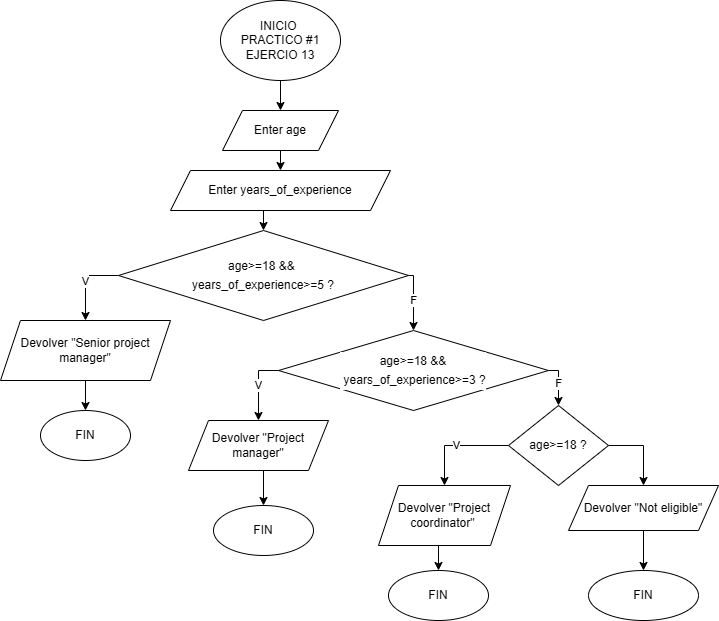 INICIO
PRACTICO #1
EJERCIO 13
Enter age
Enter years_of_experience
age>=18 &&
years_of_experience>=5 ?
V
F
Devolver "Senior project
manager"
FIN
age>=18 &&
years_of_experience>=3 ?
V
F
Devolver "Project
manager"
FIN
age>=18 ?
V
Devolver "Project
coordinator"
Devolver "Not eligible"
FIN
FIN